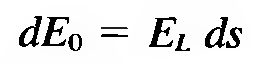 dE₀ = E_L ds